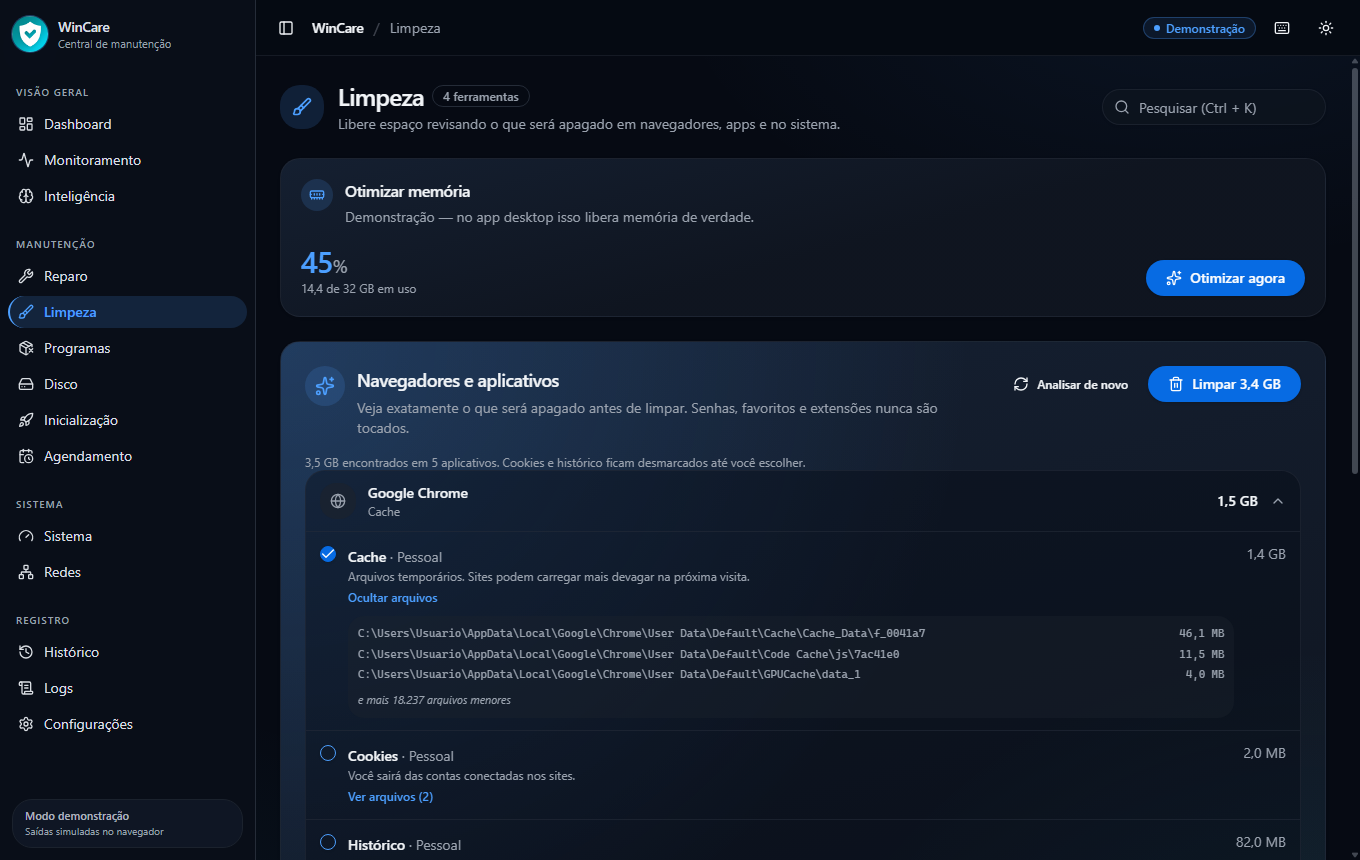 WinCare
Central de manutenção
VISÃO GERAL
Dashboard
Monitoramento
Inteligência
MANUTENÇÃO
Reparo
Limpeza
Programas
Disco
Inicialização
Agendamento
SISTEMA
Sistema
Redes
REGISTRO
Histórico
Logs
Configurações
Modo demonstração
Saídas simuladas no navegador
WinCare / Limpeza
Demonstração
Limpeza 4 ferramentas
Libere espaço revisando o que será apagado em navegadores, apps e no sistema.
Pesquisar (Ctrl + K)
Otimizar memória
Demonstração — no app desktop isso libera memória de verdade.
45%
14,4 de 32 GB em uso
Otimizar agora
Navegadores e aplicativos
Veja exatamente o que será apagado antes de limpar. Senhas, favoritos e extensões nunca são
tocados.
Analisar de novo
Limpar 3,4 GB
3,5 GB encontrados em 5 aplicativos. Cookies e histórico ficam desmarcados até você escolher.
Google Chrome
Cache
1,5 GB
Cache · Pessoal 1,4 GB
Arquivos temporários. Sites podem carregar mais devagar na próxima visita.
Ocultar arquivos
C:\Users\Usuario\AppData\Local\Google\Chrome\User Data\Default\Cache\Cache_Data\f_0041a7 46,1 MB
C:\Users\Usuario\AppData\Local\Google\Chrome\User Data\Default\Code Cache\js\7ac41e0 11,5 MB
C:\Users\Usuario\AppData\Local\Google\Chrome\User Data\Default\GPUCache\data_1 4,0 MB
e mais 18.237 arquivos menores
Cookies · Pessoal 2,0 MB
Você sairá das contas conectadas nos sites.
Ver arquivos (2)
Histórico · Pessoal 82,0 MB